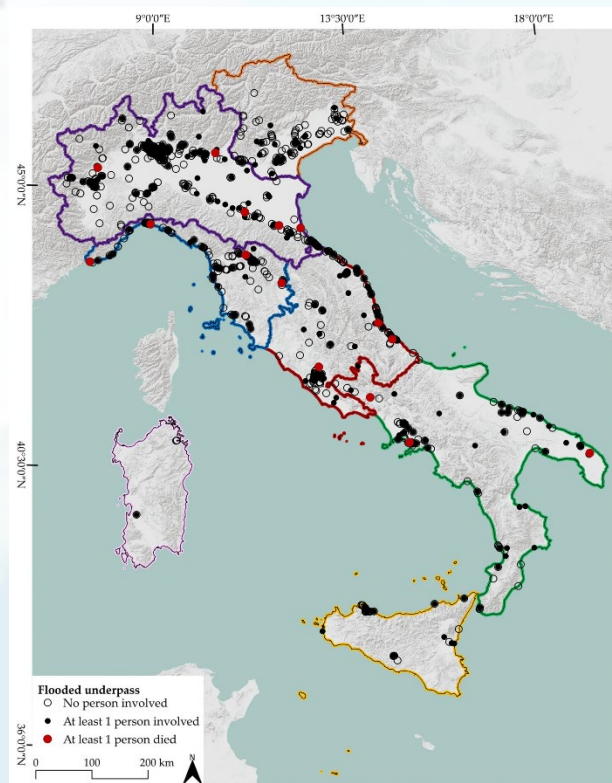 9°0'0"E 13°30'0"E 18°0'0"E
45°0'0"N
40°30'0"N
36°0'0"N
Flooded underpass
No person involved
At least 1 person involved
At least 1 person died
0 100 200 km
N